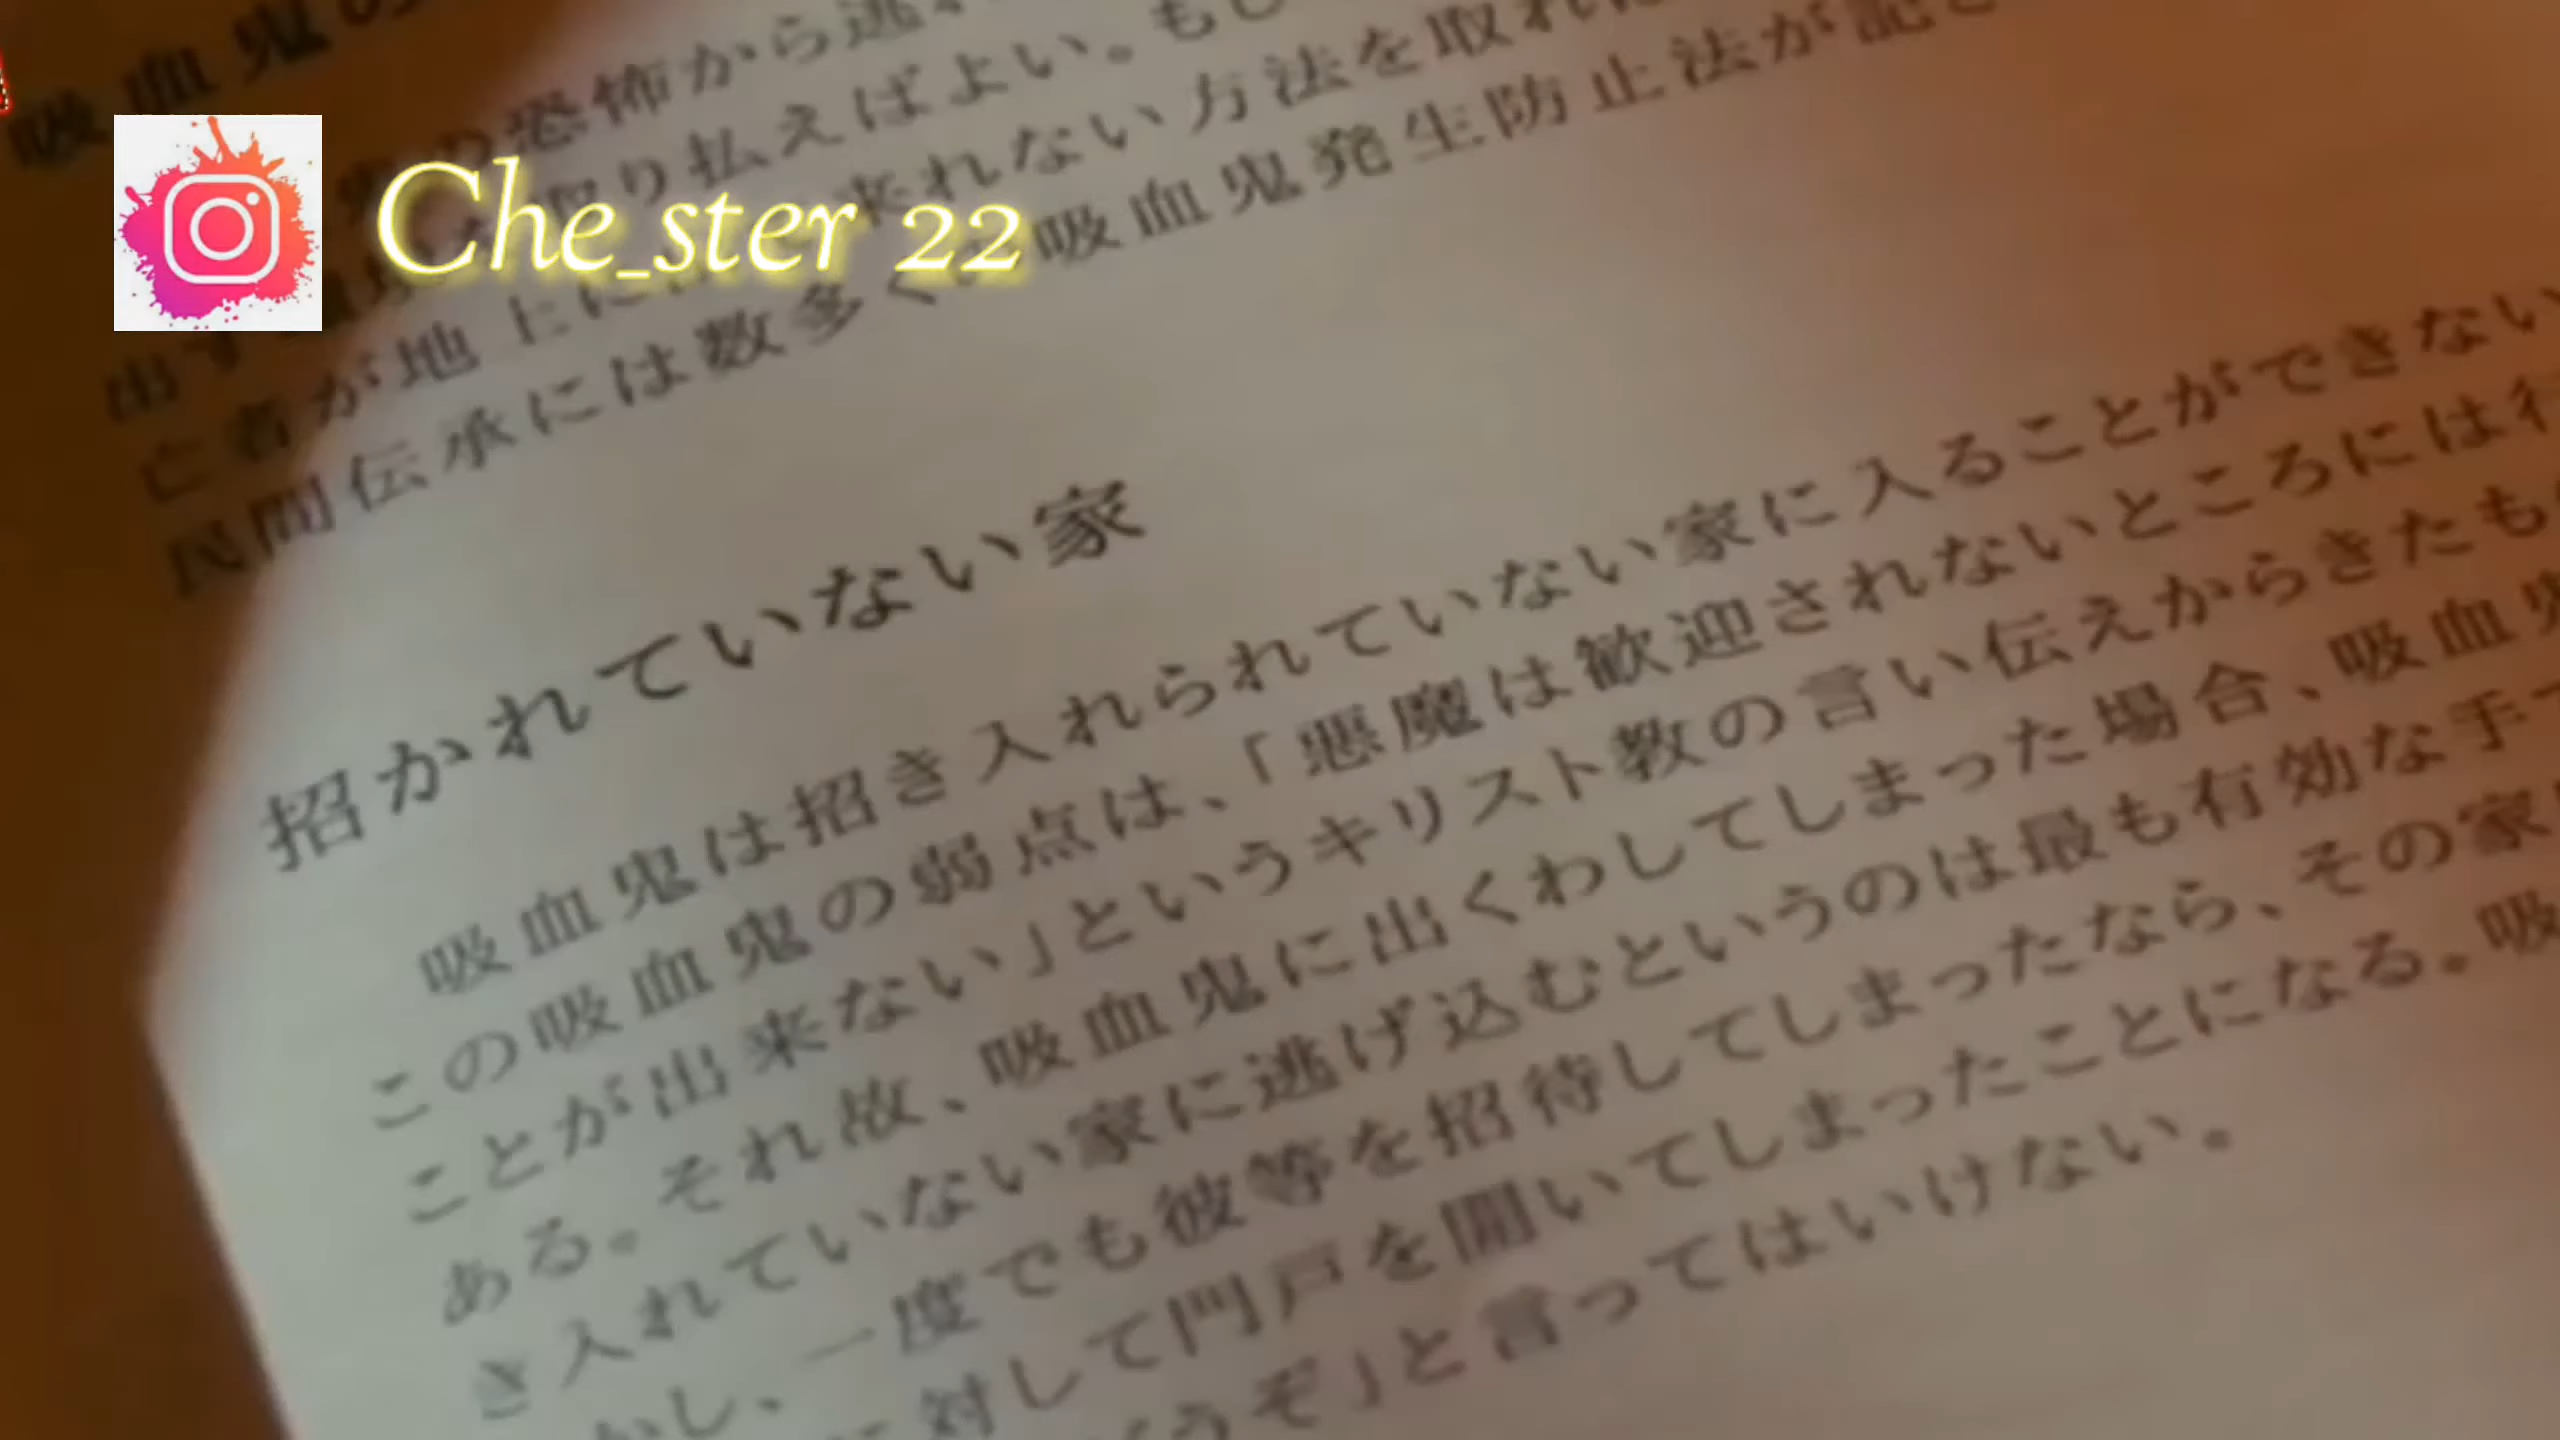 吸血鬼の
の恐怖から逃れ
取り払えばよい。もし
出す
亡者が地上に 来れない方法を取れば
民間伝承には数多く、吸血鬼発生防止法が記さ
Che_ster 22
招かれていない家
吸血鬼は招き入れられていない家に入ることができない
この吸血鬼の弱点は、「悪魔は歓迎されないところには行
ことが出来ない」というキリスト教の言い伝えからきたもの
ある。それ故、吸血鬼に出くわしてしまった場合、吸血鬼
き入れていない家に逃げ込むというのは最も有効な手
かし、一度でも彼等を招待してしまったなら、その家
に対して門戸を開いてしまったことになる。吸
うぞ」と言ってはいけない。